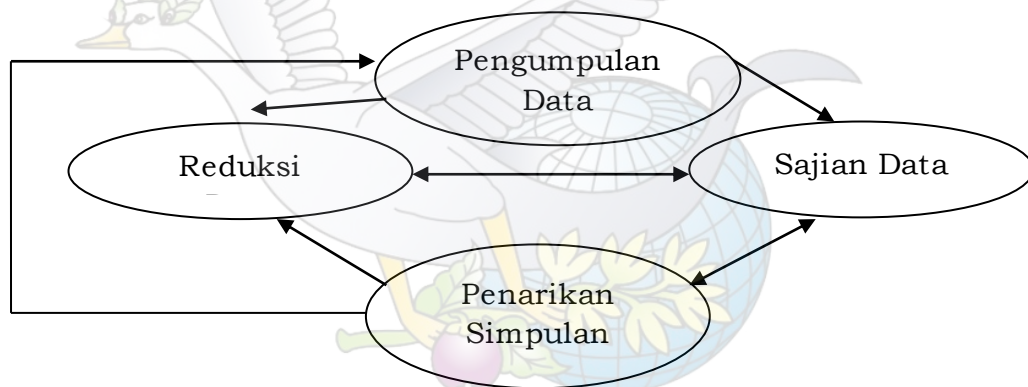 Pengumpulan
Data
Reduksi
Sajian Data
Penarikan
Simpulan